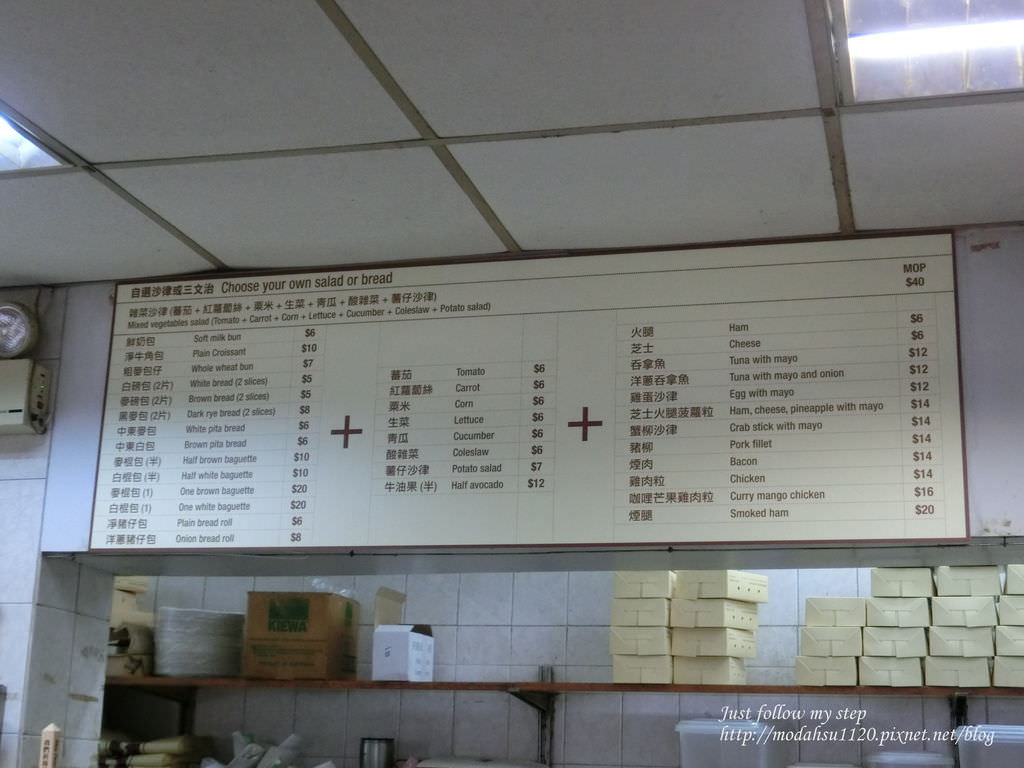 自選沙律或三文治 Choose your own salad or bread
MOP
雜菜沙律 (蕃茄 + 紅蘿蔔絲 + 粟米 + 生菜 + 青瓜 + 酸雜菜 + 薯仔沙律) $40
Mixed vegetables salad (Tomato + Carrot + Corn + Lettuce + Cucumber + Coleslaw + Potato salad)
鮮奶包 Soft milk bun $6
淨牛角包 Plain Croissant $10
粗麥包仔 Whole wheat bun $7
白磅包 (2片) White bread (2 slices) $5
麥磅包 (2片) Brown bread (2 slices) $5
黑麥包 (2片) Dark rye bread (2 slices) $8
中東麥包 White pita bread $6
中東白包 Brown pita bread $6
麥棍包 (半) Half brown baguette $10
白棍包 (半) Half white baguette $10
麥棍包 (1) One brown baguette $20
白棍包 (1) One white baguette $20
淨豬仔包 Plain bread roll $6
洋蔥豬仔包 Onion bread roll $8
+
蕃茄 Tomato $6
紅蘿蔔絲 Carrot $6
粟米 Corn $6
生菜 Lettuce $6
青瓜 Cucumber $6
酸雜菜 Coleslaw $6
薯仔沙律 Potato salad $7
牛油果 (半) Half avocado $12
+
火腿 Ham $6
芝士 Cheese $6
吞拿魚 Tuna with mayo $12
洋蔥吞拿魚 Tuna with mayo and onion $12
雞蛋沙律 Egg with mayo $12
芝士火腿菠蘿粒 Ham, cheese, pineapple with mayo $14
蟹柳沙律 Crab stick with mayo $14
豬柳 Pork fillet $14
煙肉 Bacon $14
雞肉粒 Chicken $14
咖哩芒果雞肉粒 Curry mango chicken $16
煙腿 Smoked ham $20
KIEWA
Just follow my step
http://modahsu1120.pixnet.net/blog